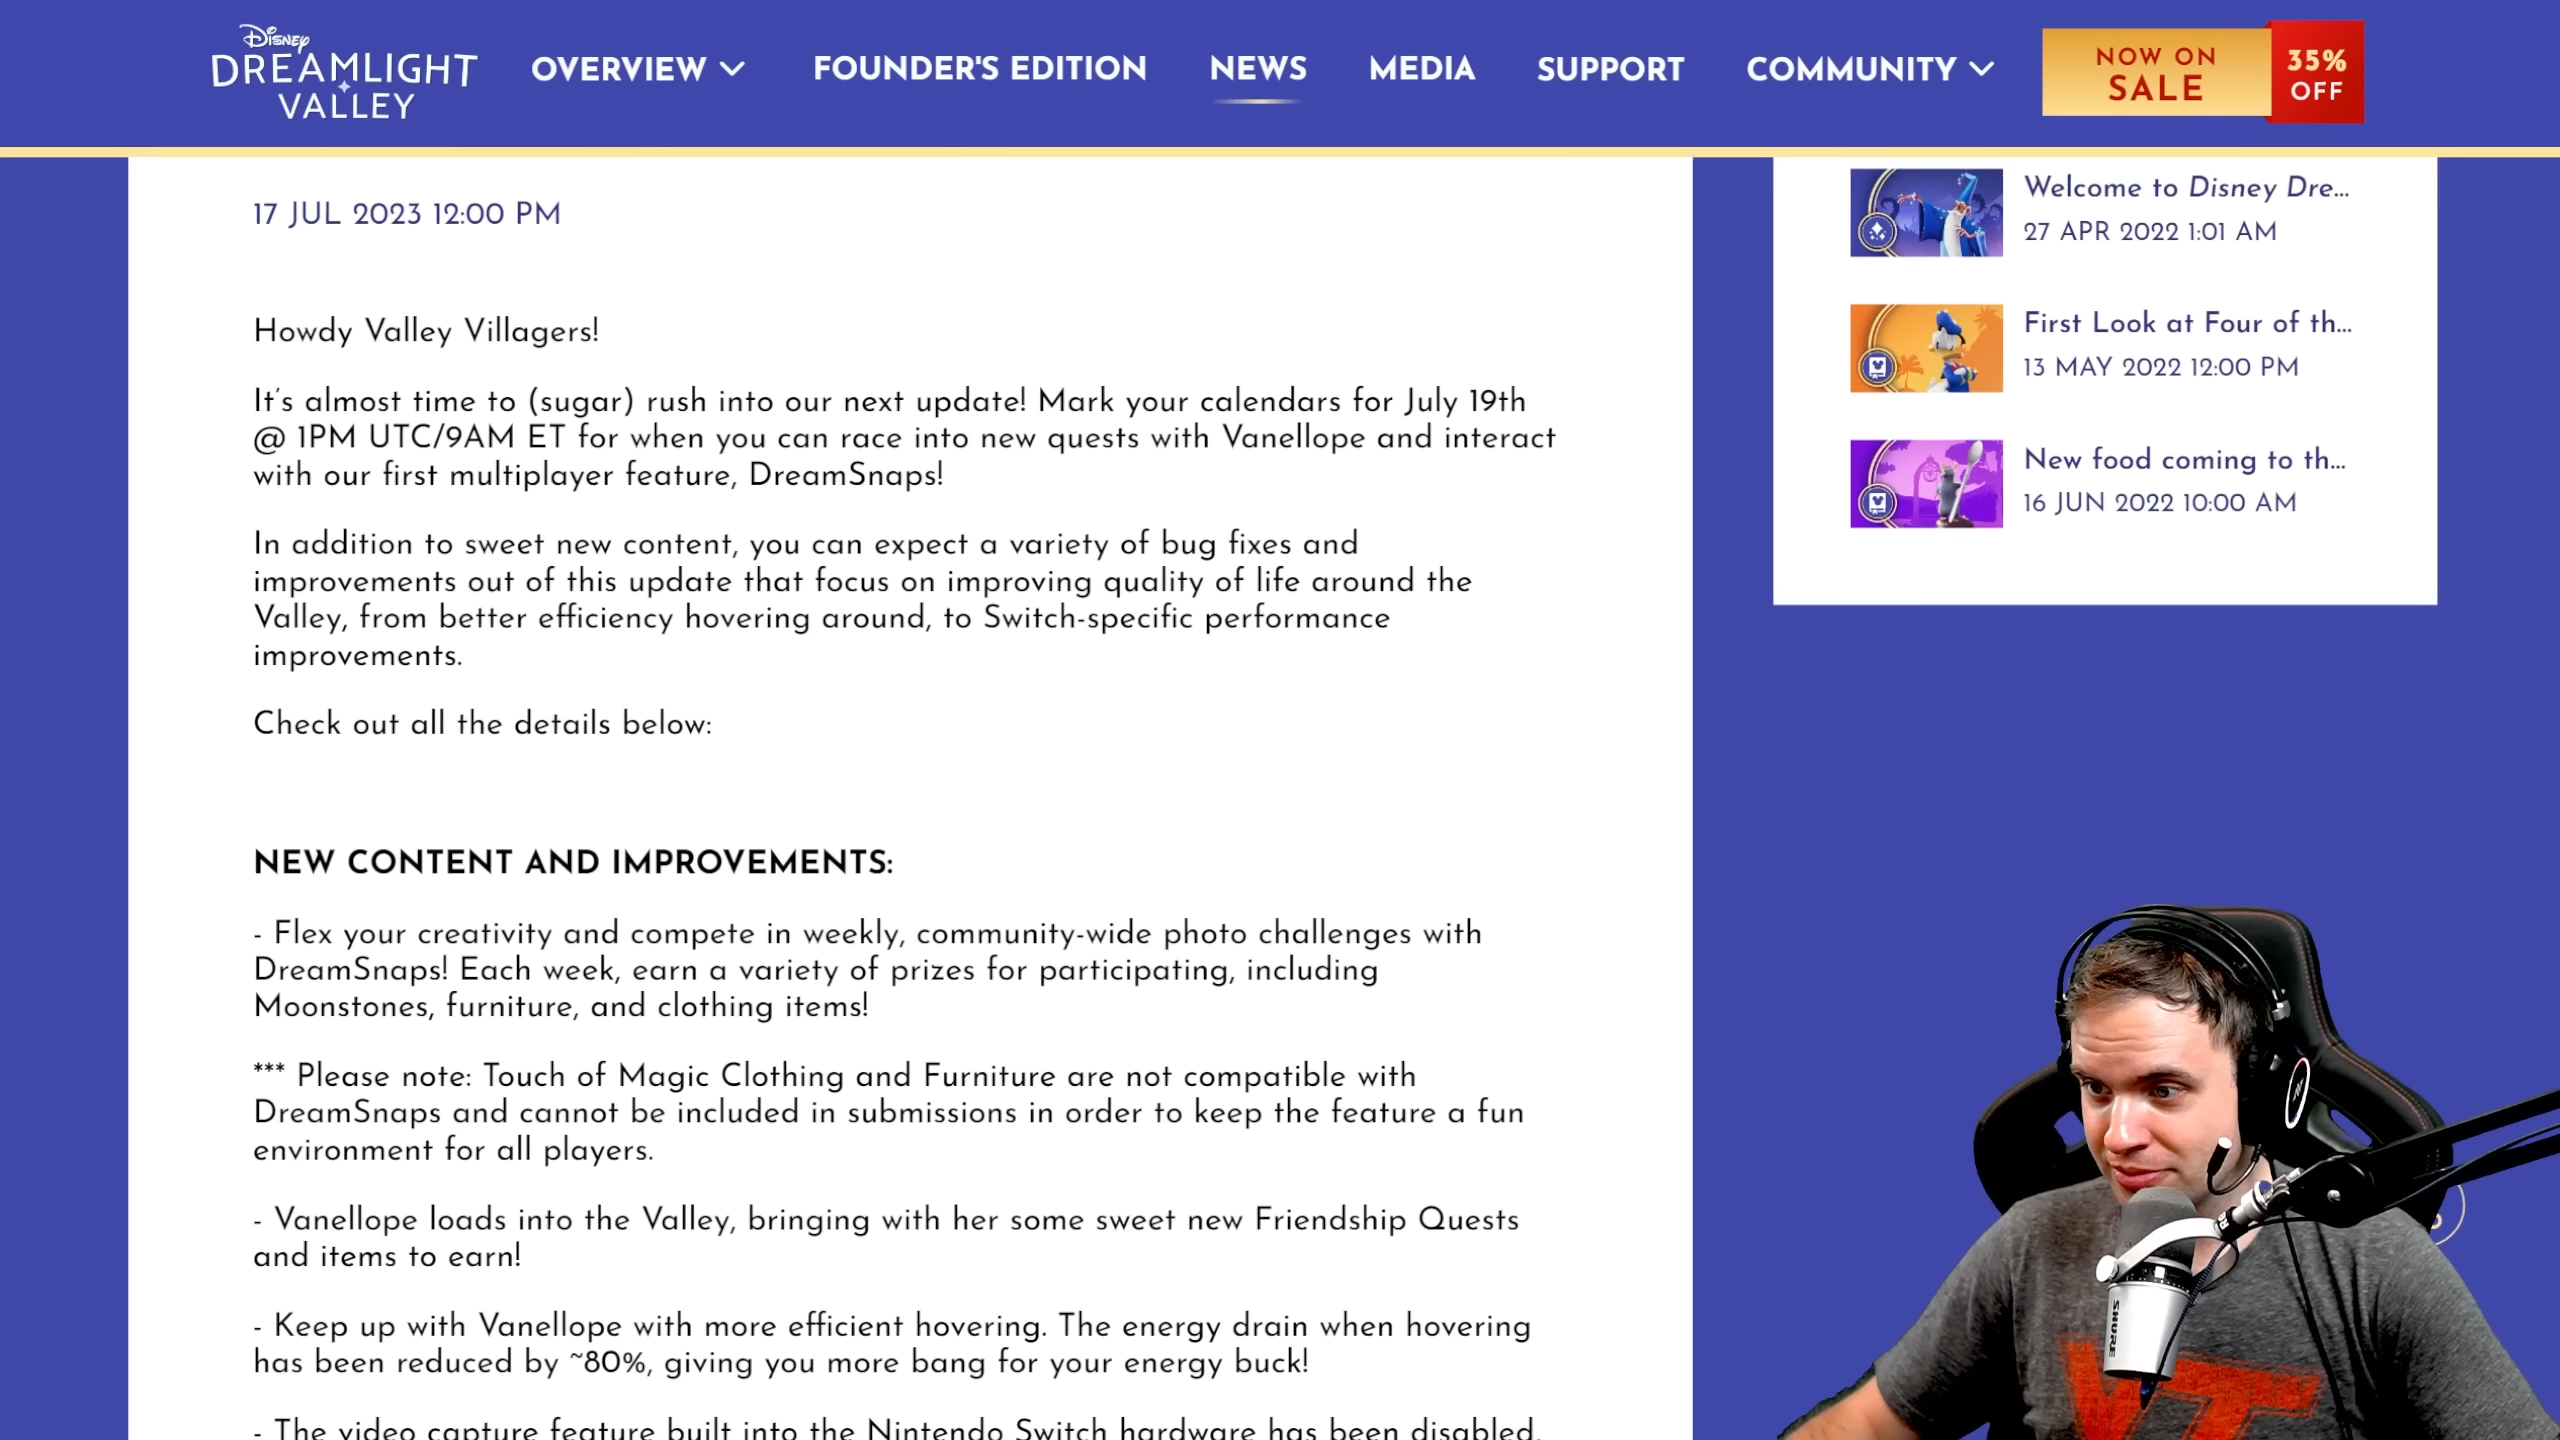 Disney
DREAMLIGHT
VALLEY
OVERVIEW
FOUNDER'S EDITION
NEWS
MEDIA
SUPPORT
COMMUNITY
NOW ON
SALE
35%
OFF
17 JUL 2023 12:00 PM
Howdy Valley Villagers!
It's almost time to (sugar) rush into our next update! Mark your calendars for July 19th
@ 1PM UTC/9AM ET for when you can race into new quests with Vanellope and interact
with our first multiplayer feature, DreamSnaps!
In addition to sweet new content, you can expect a variety of bug fixes and
improvements out of this update that focus on improving quality of life around the
Valley, from better efficiency hovering around, to Switch-specific performance
improvements.
Check out all the details below:
NEW CONTENT AND IMPROVEMENTS:
- Flex your creativity and compete in weekly, community-wide photo challenges with
DreamSnaps! Each week, earn a variety of prizes for participating, including
Moonstones, furniture, and clothing items!
*** Please note: Touch of Magic Clothing and Furniture are not compatible with
DreamSnaps and cannot be included in submissions in order to keep the feature a fun
environment for all players.
- Vanellope loads into the Valley, bringing with her some sweet new Friendship Quests
and items to earn!
- Keep up with Vanellope with more efficient hovering. The energy drain when hovering
has been reduced by ~80%, giving you more bang for your energy buck!
- The video capture feature built into the Nintendo Switch hardware has been disabled,
Welcome to Disney Dre...
27 APR 2022 1:01 AM
First Look at Four of th...
13 MAY 2022 12:00 PM
New food coming to th...
16 JUN 2022 10:00 AM
SHURE
VT